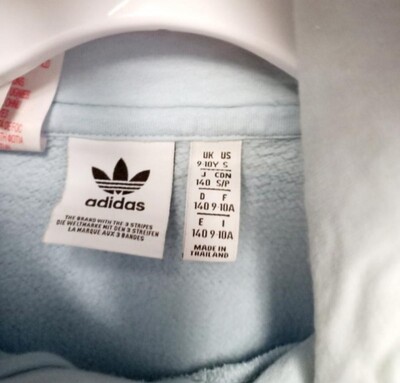 adidas
THE BRAND WITH THE 3 STRIPES
DIE WELTMARKE MIT DEN 3 STREIFEN
LA MARQUE AUX 3 BANDES
UK US
9-10Y S
J CDN
140 S/P
D F
140 9-10A
E I
140 9-10A
MADE IN
THAILAND